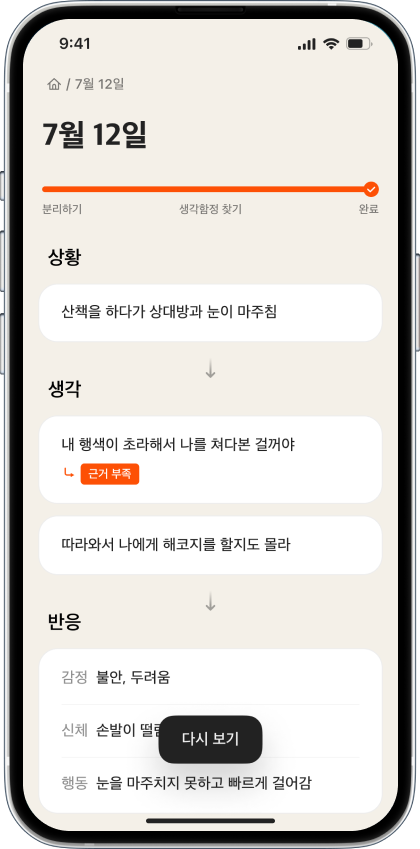 9:41
/ 7월 12일
7월 12일
분리하기 생각함정 찾기 완료
상황
산책을 하다가 상대방과 눈이 마주침
생각
내 행색이 초라해서 나를 쳐다본 걸꺼야
근거 부족
따라와서 나에게 해코지를 할지도 몰라
반응
감정 불안, 두려움
신체 손발이
다시 보기
행동 눈을 마주치지 못하고 빠르게 걸어감